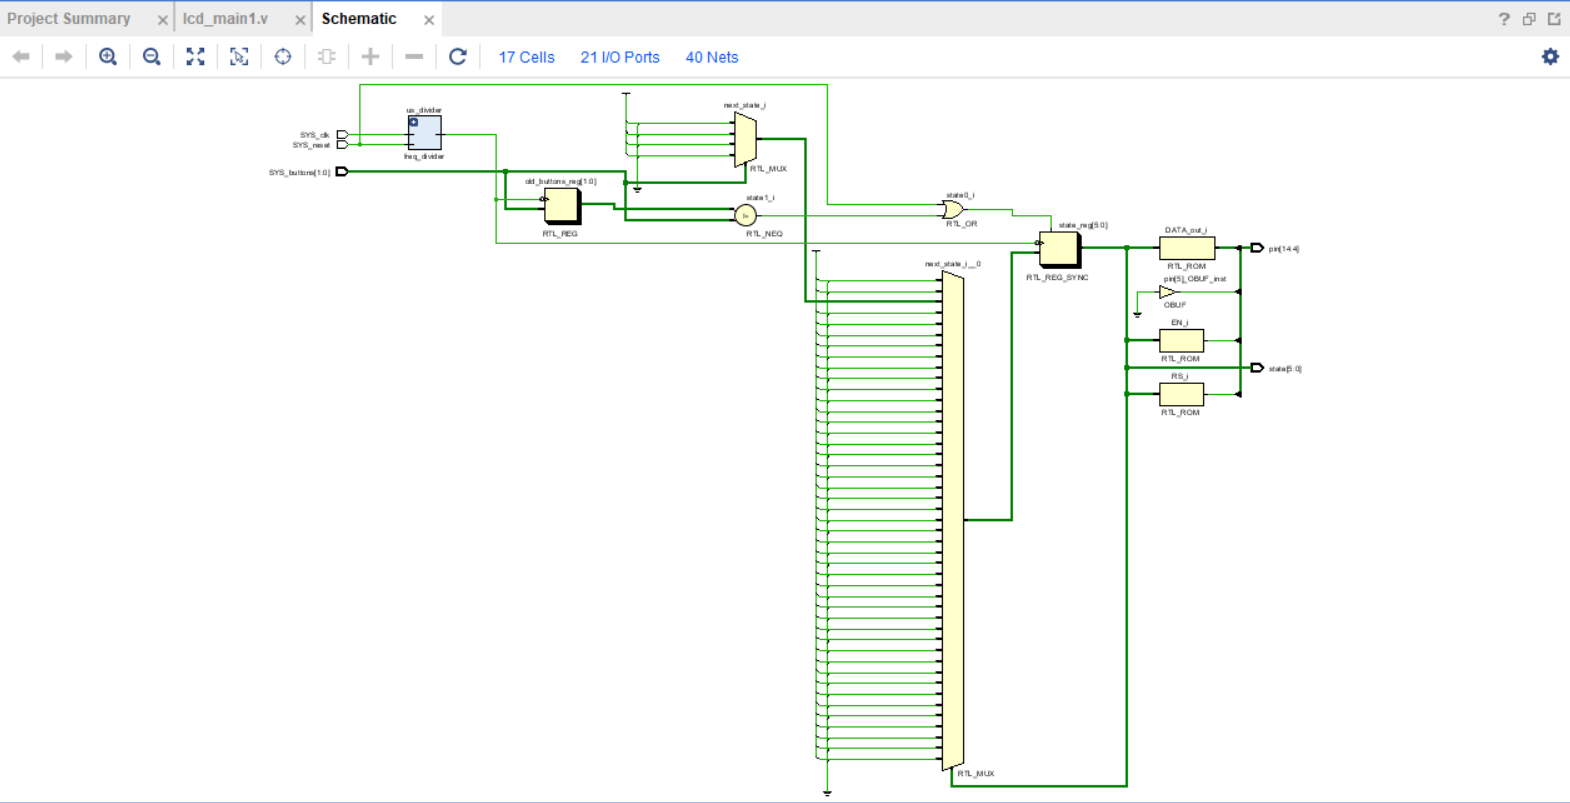 Project Summary
lcd_main1.v
Schematic
17 Cells
21 I/O Ports
40 Nets
us_divider
SYS_clk
SYS_reset
freq_divider
SYS_buttons[1:0]
next_state_i
RTL_MUX
old_buttons_reg[1:0]
RTL_REG
state1_i
RTL_NEQ
state0_i
RTL_OR
state_reg[5:0]
RTL_REG_SYNC
next_state_i__0
RTL_MUX
DATA_out_i
pin[14:4]
RTL_ROM
pin[5]_OBUF_inst
OBUF
EN_i
RTL_ROM
state[5:0]
RS_i
RTL_ROM